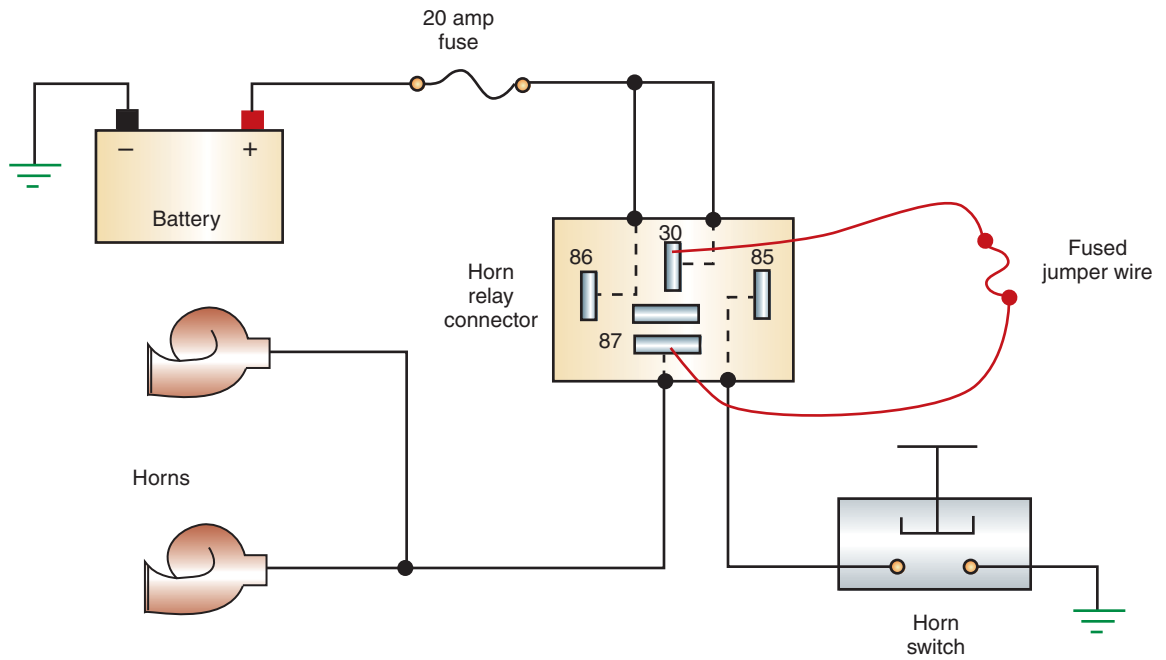 20 amp
fuse
–
+
Battery
30
86
85
Horn
relay
connector
87
Fused
jumper wire
Horns
Horn
switch